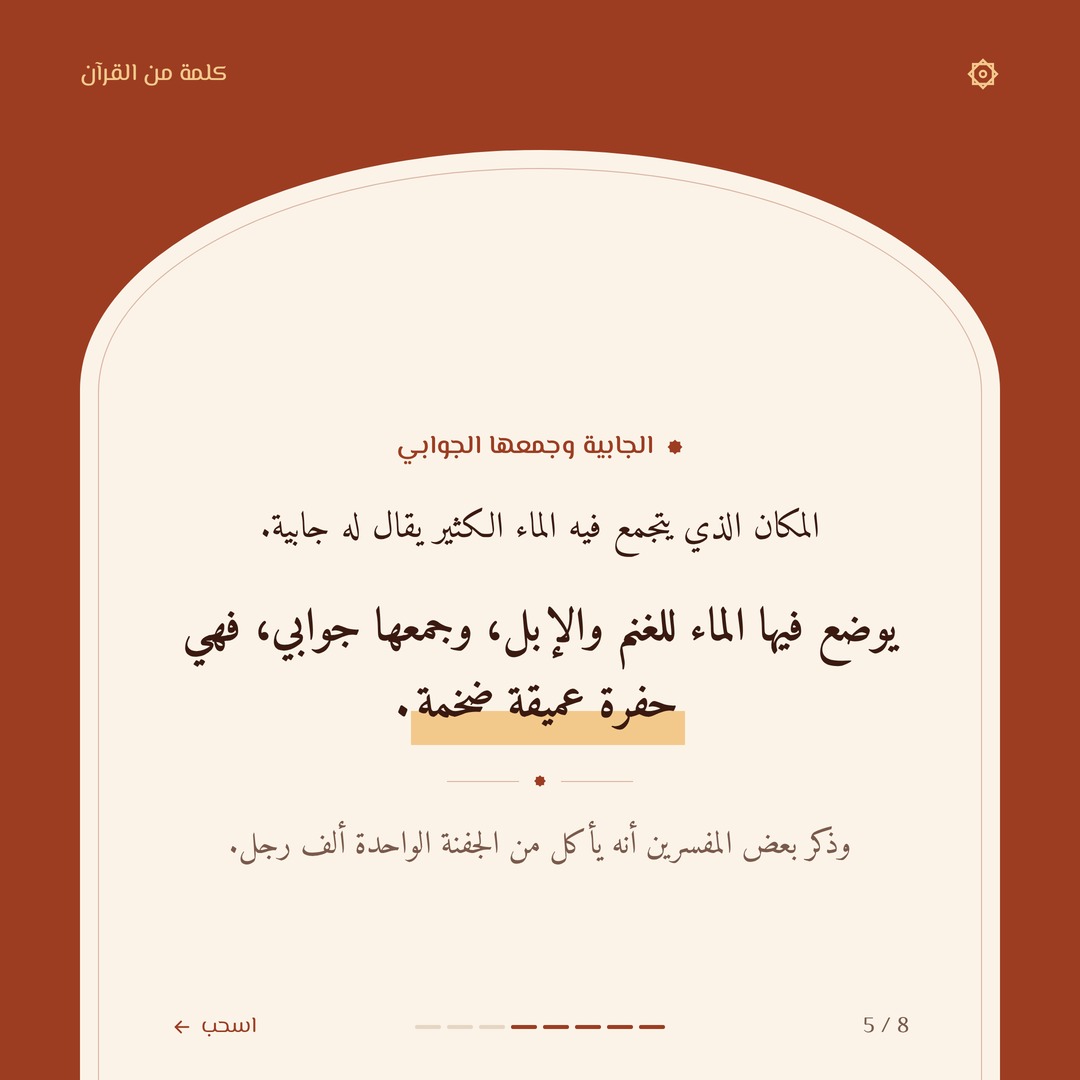 كلمة من القرآن
الجابية وجمعها الجوابي
المكان الذي يتجمع فيه الماء الكثير يقال له جابية.
يوضع فيها الماء للغنم والإبل، وجمعها جوابي، فهي
حفرة عميقة ضخمة.
وذكر بعض المفسرين أنه يأكل من الجفنة الواحدة ألف رجل.
5 / 8
اسحب ←